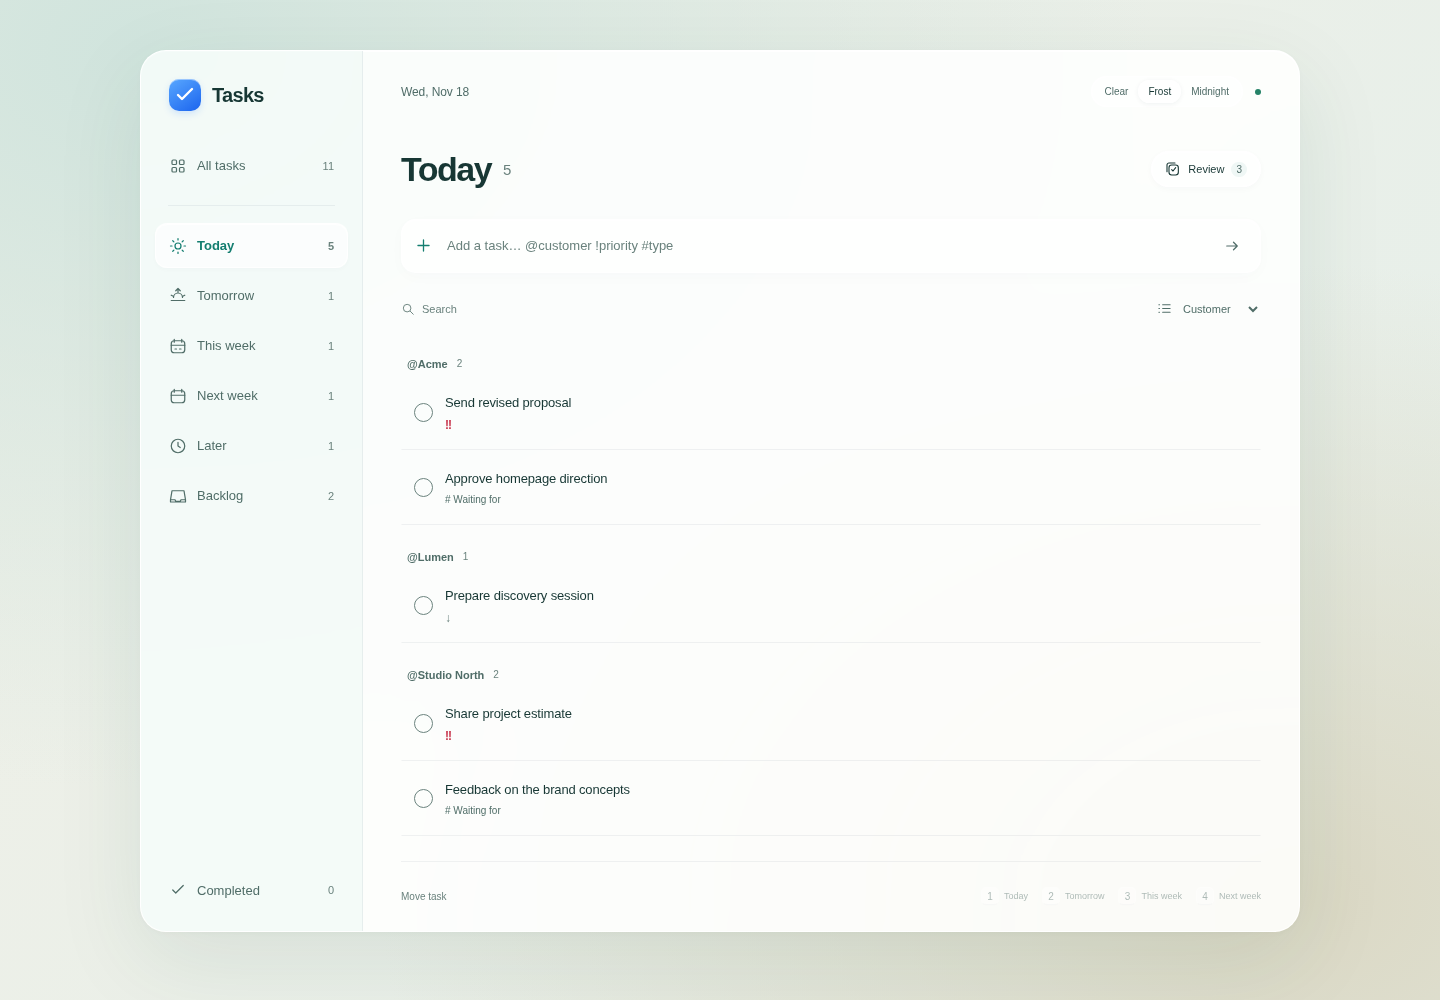 Tasks
All tasks 11
Today 5
Tomorrow 1
This week 1
Next week 1
Later 1
Backlog 2
Completed 0
Wed, Nov 18
Clear Frost Midnight
Today 5
Review 3
Add a task… @customer !priority #type
Search
Customer
@Acme 2
Send revised proposal
!!
Approve homepage direction
# Waiting for
@Lumen 1
Prepare discovery session
↓
@Studio North 2
Share project estimate
!!
Feedback on the brand concepts
# Waiting for
Move task
1 Today 2 Tomorrow 3 This week 4 Next week